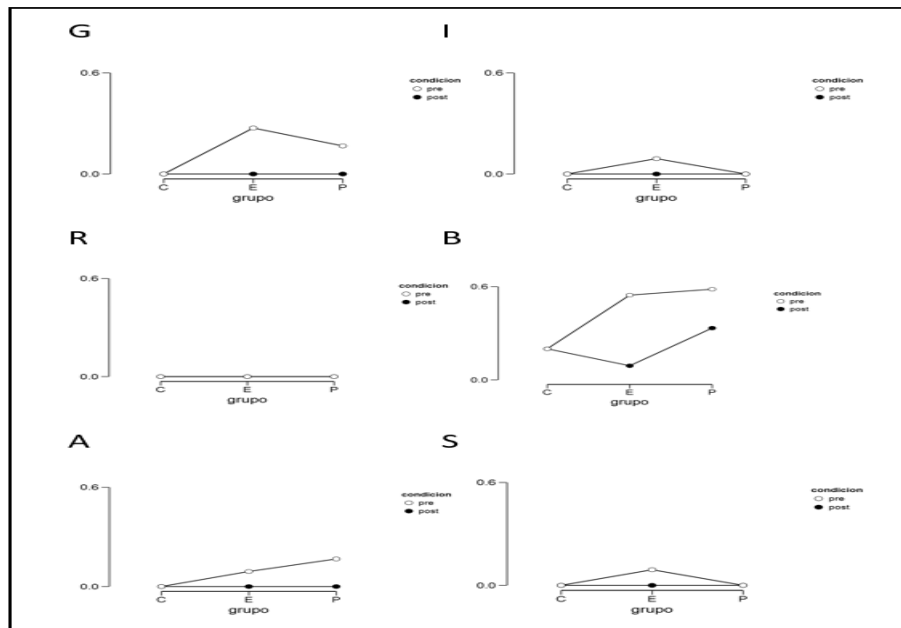 G
0.6
condicion
pre
post
0.0
C E P
grupo
I
0.6
condicion
pre
post
0.0
C E P
grupo
R
0.6
condicion
pre
post
0.0
C E P
grupo
B
0.6
condicion
pre
post
0.0
C E P
grupo
A
0.6
condicion
pre
post
0.0
C E P
grupo
S
0.6
condicion
pre
post
0.0
C E P
grupo